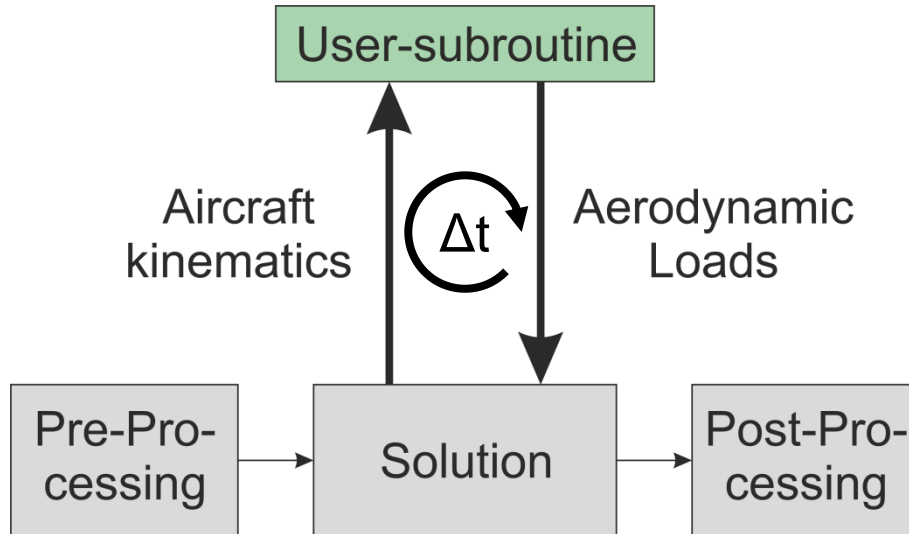 User-subroutine
Aircraft
kinematics
Δt
Aerodynamic
Loads
Pre-Pro-
cessing
Solution
Post-Pro-
cessing